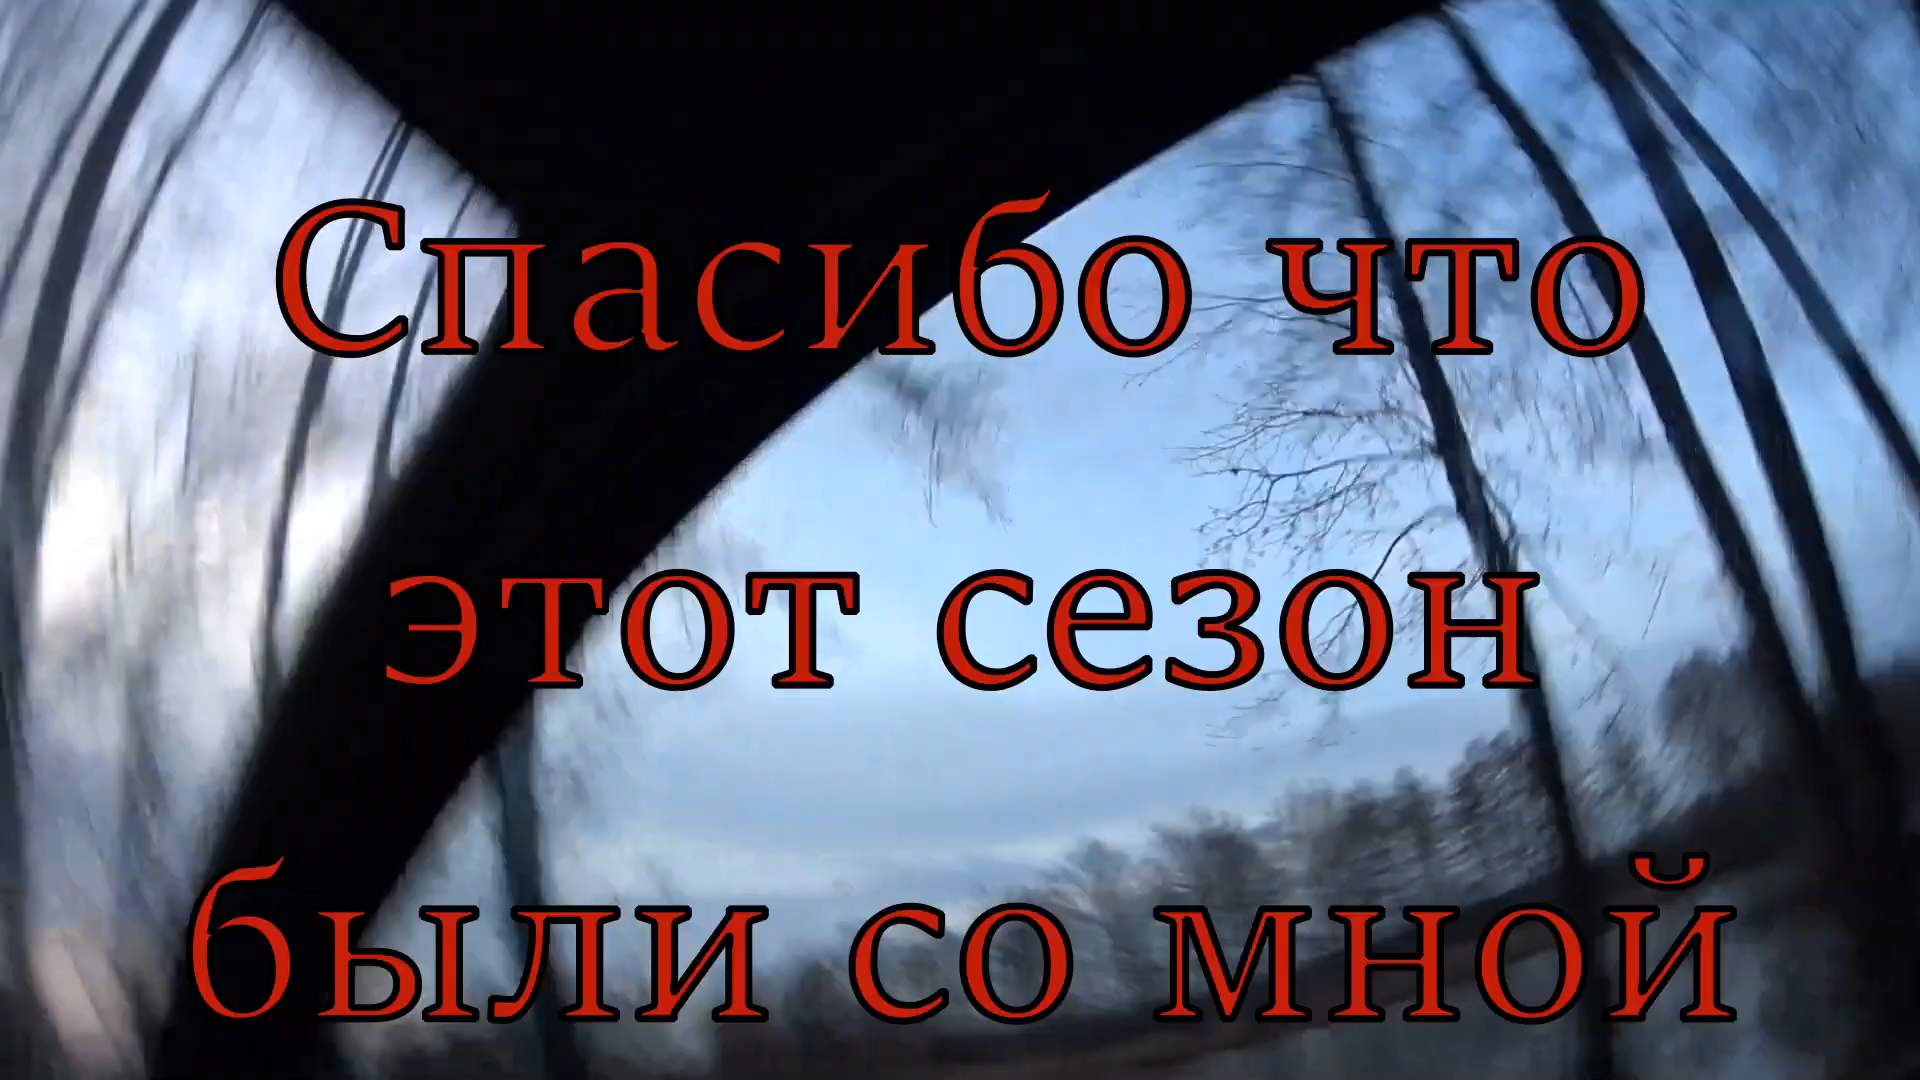 Спасибо что
этот сезон
были со мной